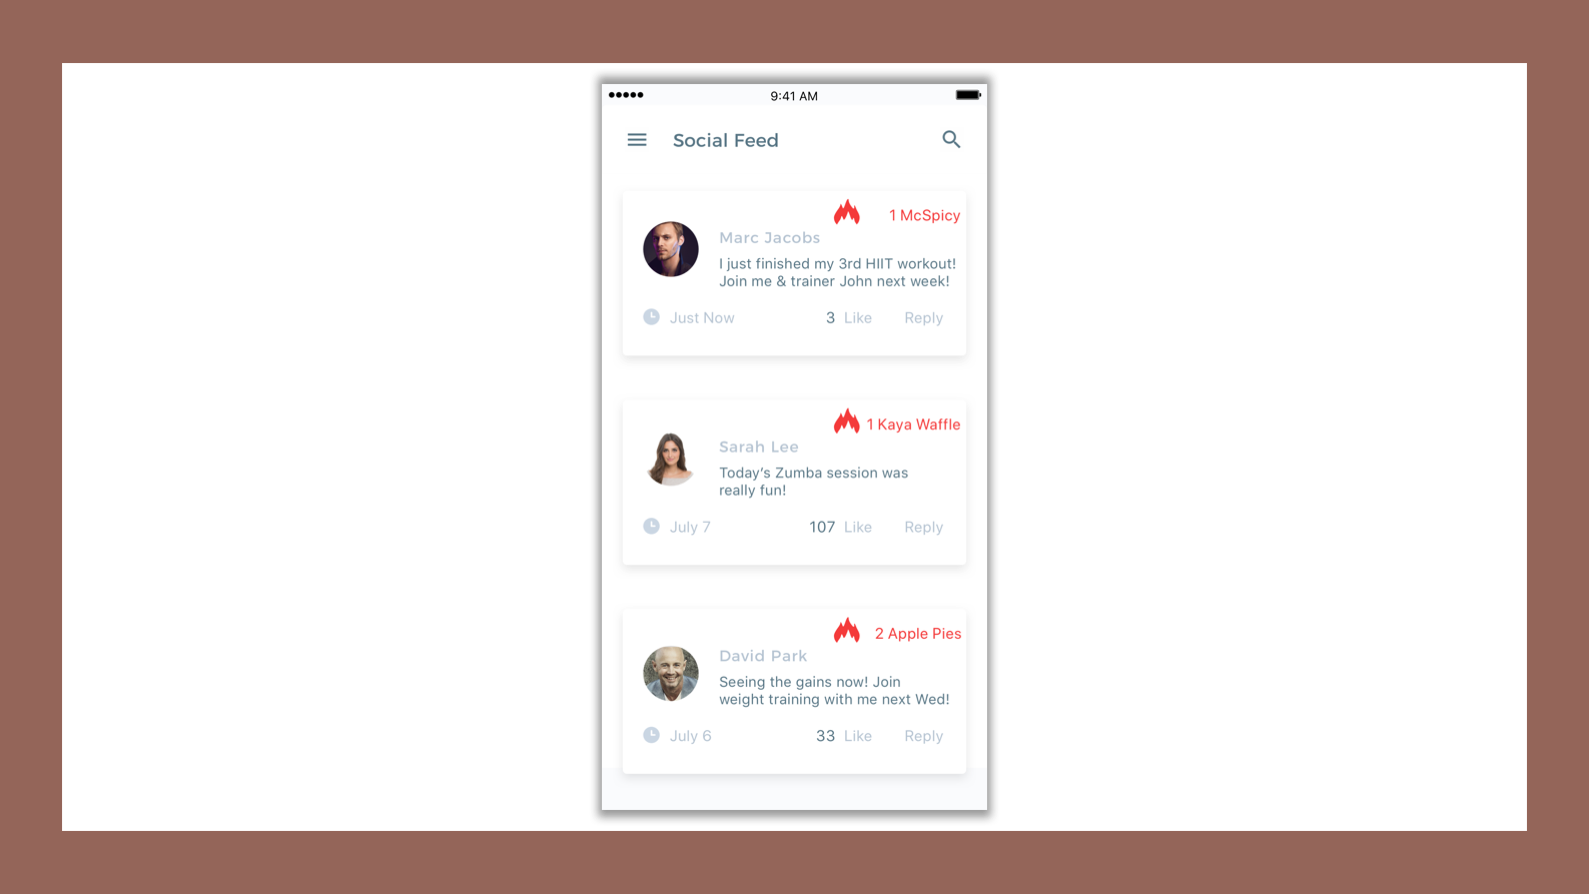 9:41 AM
Social Feed
1 McSpicy
Marc Jacobs
I just finished my 3rd HIIT workout!
Join me & trainer John next week!
Just Now 3 Like Reply
1 Kaya Waffle
Sarah Lee
Today’s Zumba session was
really fun!
July 7 107 Like Reply
2 Apple Pies
David Park
Seeing the gains now! Join
weight training with me next Wed!
July 6 33 Like Reply